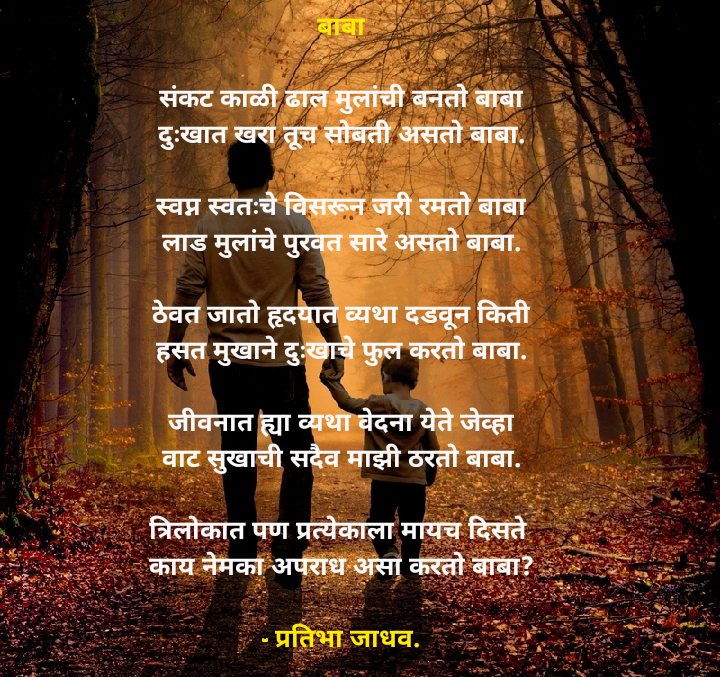 बाबा
संकट काळी ढाल मुलांची बनतो बाबा
दुःखात खरा तूच सोबती असतो बाबा.
स्वप्न स्वतःचे विसरून जरी रमतो बाबा
लाड मुलांचे पुरवत सारे असतो बाबा.
ठेवत जातो हृदयात व्यथा दडवून किती
हसत मुखाने दुःखाचे फुल करतो बाबा.
जीवनात ह्या व्यथा वेदना येते जेव्हा
वाट सुखाची सदैव माझी ठरतो बाबा.
त्रिलोकात पण प्रत्येकाला मायच दिसते
काय नेमका अपराध असा करतो बाबा?
- प्रतिभा जाधव.